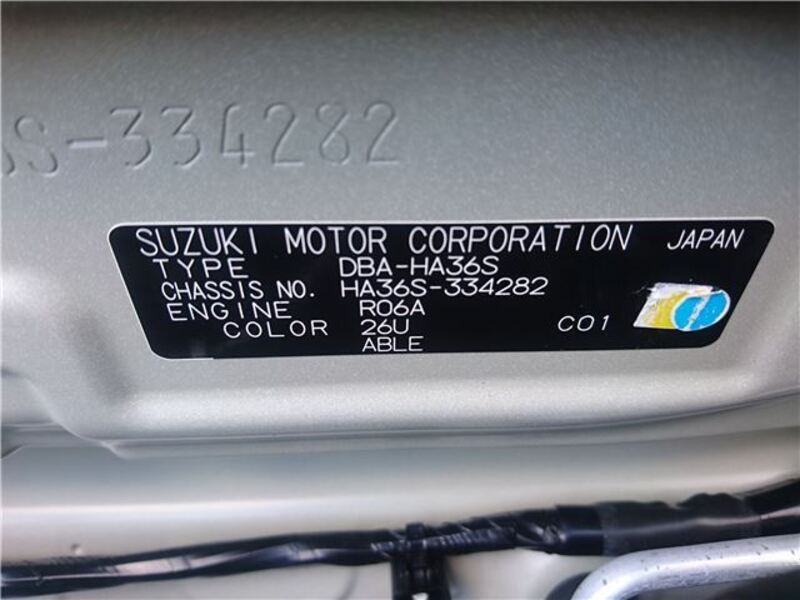 S-334282
SUZUKI MOTOR CORPORATION JAPAN
TYPE DBA-HA36S
CHASSIS NO. HA36S-334282
ENGINE R06A
COLOR 26U C01
ABLE